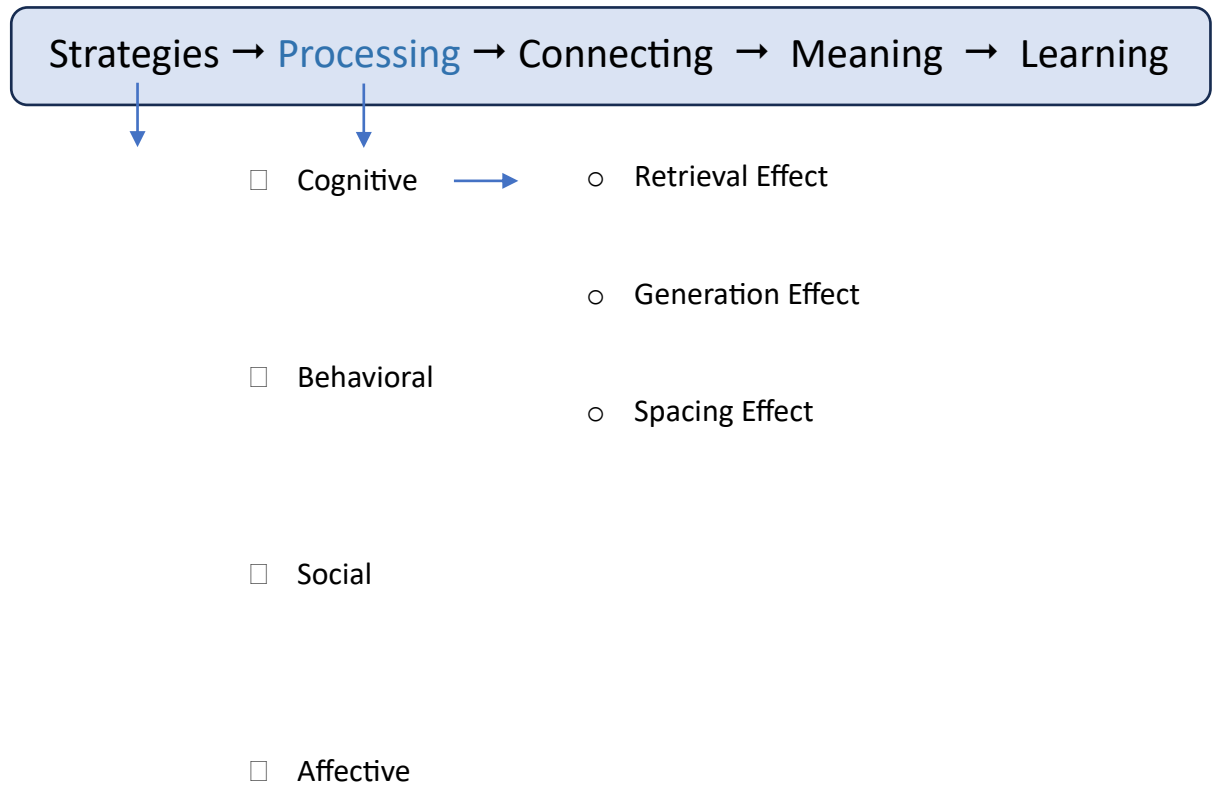 Strategies → Processing → Connecting → Meaning → Learning
□ Cognitive → o Retrieval Effect
o Generation Effect
□ Behavioral
o Spacing Effect
□ Social
□ Affective